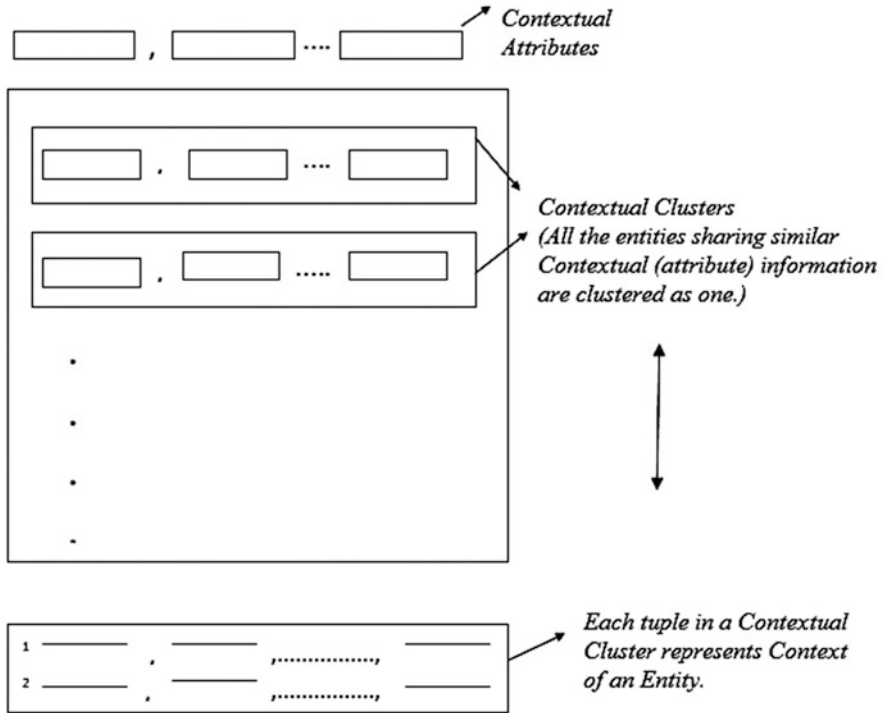 Contextual
Attributes
, ....
. ....
Contextual Clusters
(All the entities sharing similar
Contextual (attribute) information
are clustered as one.)
, .....
Each tuple in a Contextual
Cluster represents Context
of an Entity.
1 , ,................,
2 , ,................,